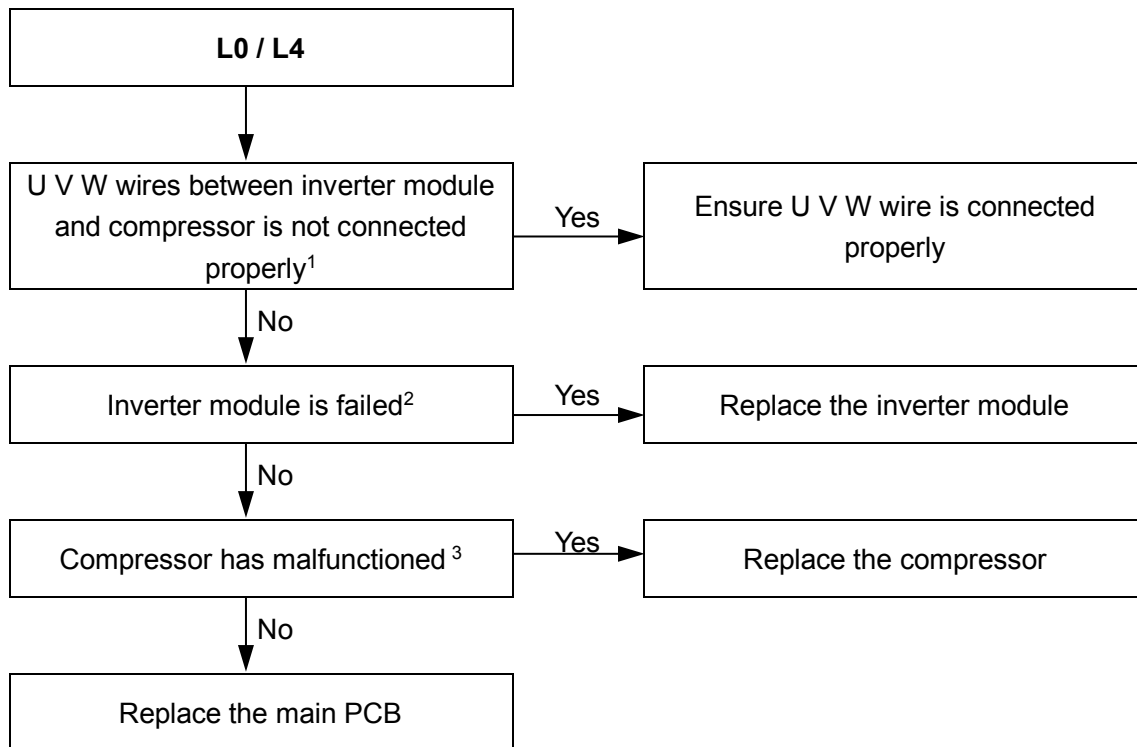 L0 / L4
U V W wires between inverter module
and compressor is not connected
properly1
Yes
Ensure U V W wire is connected
properly
No
Inverter module is failed2
Yes
Replace the inverter module
No
Compressor has malfunctioned 3
Yes
Replace the compressor
No
Replace the main PCB